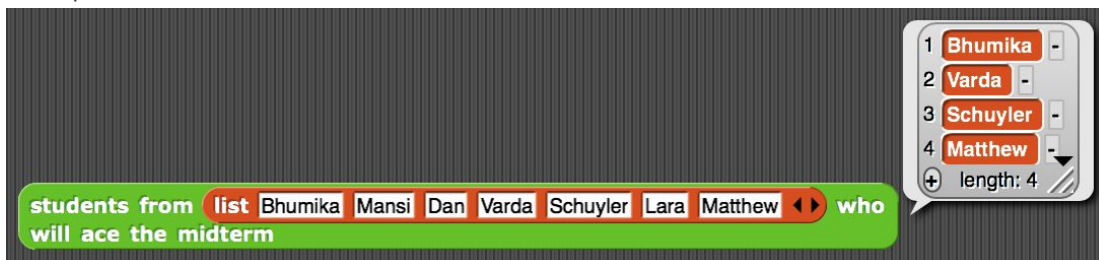 1 Bhumika -
2 Varda -
3 Schuyler -
4 Matthew -
+ length: 4
students from list Bhumika Mansi Dan Varda Schuyler Lara Matthew who
will ace the midterm